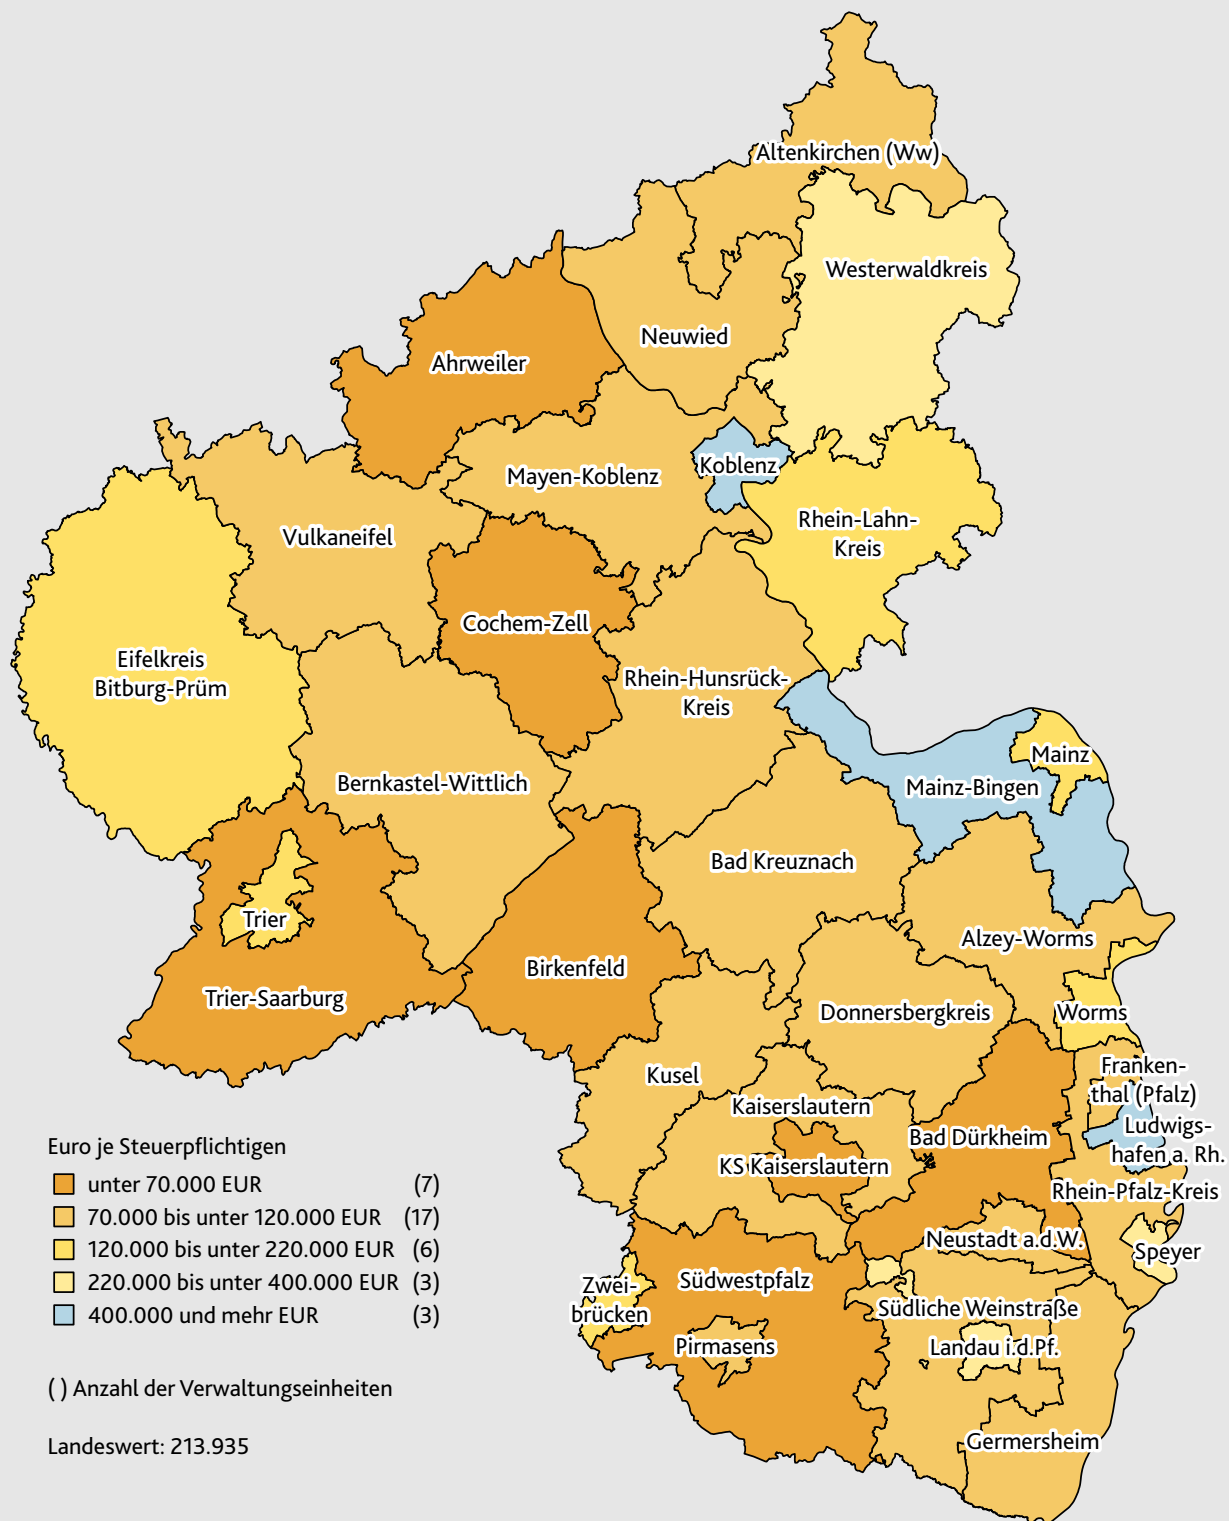 Altenkirchen (Ww)
Westerwaldkreis
Neuwied
Ahrweiler
Koblenz
Mayen-Koblenz
Rhein-Lahn-
Kreis
Vulkaneifel
Cochem-Zell
Eifelkreis
Bitburg-Prüm
Rhein-Hunsrück-
Kreis
Mainz
Bernkastel-Wittlich
Mainz-Bingen
Bad Kreuznach
Trier
Alzey-Worms
Birkenfeld
Trier-Saarburg
Donnersbergkreis
Worms
Kusel
Franken-
thal (Pfalz)
Kaiserslautern
Ludwigs-
hafen a. Rh.
Bad Dürkheim
KS Kaiserslautern
Rhein-Pfalz-Kreis
Neustadt a.d.W.
Speyer
Zwei-
brücken
Südwestpfalz
Südliche Weinstraße
Pirmasens
Landau i.d.Pf.
Germersheim
Euro je Steuerpflichtigen
unter 70.000 EUR (7)
70.000 bis unter 120.000 EUR (17)
120.000 bis unter 220.000 EUR (6)
220.000 bis unter 400.000 EUR (3)
400.000 und mehr EUR (3)
( ) Anzahl der Verwaltungseinheiten
Landeswert: 213.935